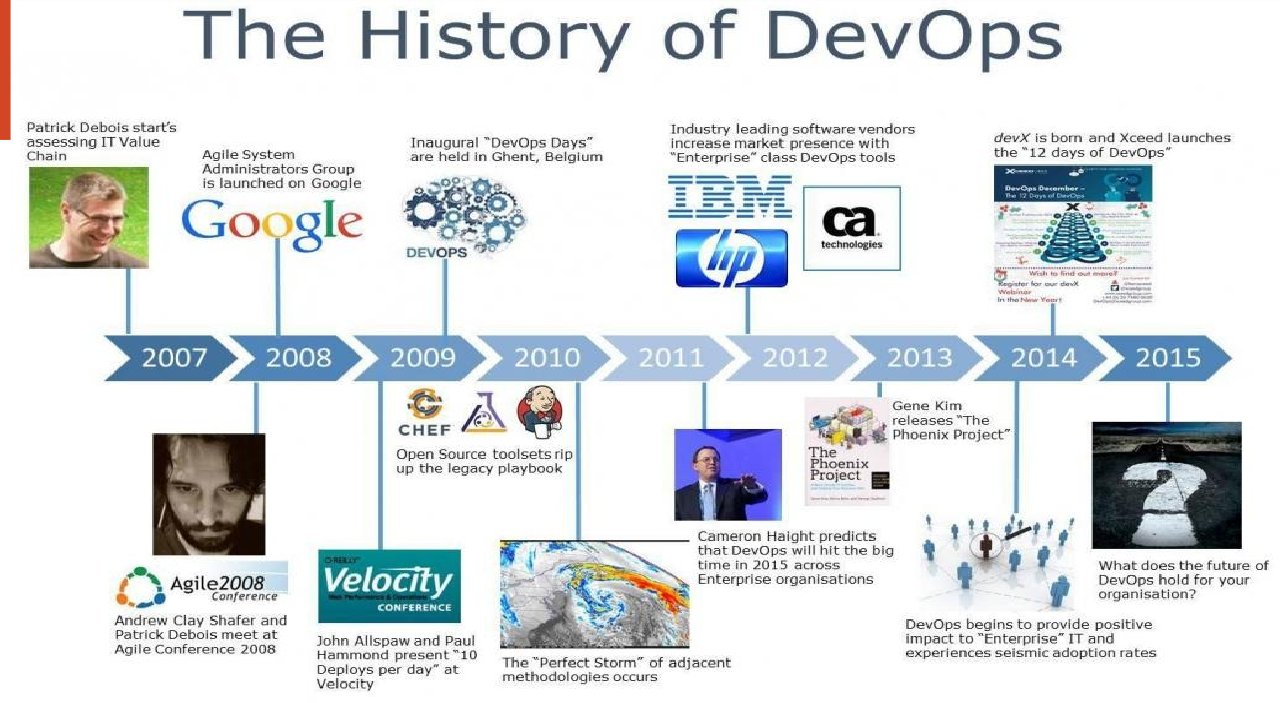 The History of DevOps
Patrick Debois start's
assessing IT Value
Chain
Agile System
Administrators Group
is launched on Google
Google
Inaugural "DevOps Days"
are held in Ghent, Belgium
DEVOPS
Industry leading software vendors
increase market presence with
"Enterprise" class DevOps tools
IBM
hp
ca
technologies
devX is born and Xceed launches
the "12 days of DevOps"
DevOps December –
The 12 Days of DevOps
Wish to find out more?
Register for our devX
Webinar
In the New Year!
2007
2008
2009
2010
2011
2012
2013
2014
2015
Agile2008
Conference
Andrew Clay Shafer and
Patrick Debois meet at
Agile Conference 2008
O'REILLY
Velocity
Web Performance & Operations
CONFERENCE
John Allspaw and Paul
Hammond present "10
Deploys per day" at
Velocity
CHEF
Open Source toolsets rip
up the legacy playbook
The "Perfect Storm" of adjacent
methodologies occurs
Cameron Haight predicts
that DevOps will hit the big
time in 2015 across
Enterprise organisations
The
Phoenix
Project
Gene Kim
releases "The
Phoenix Project"
DevOps begins to provide positive
impact to "Enterprise" IT and
experiences seismic adoption rates
?
What does the future of
DevOps hold for your
organisation?